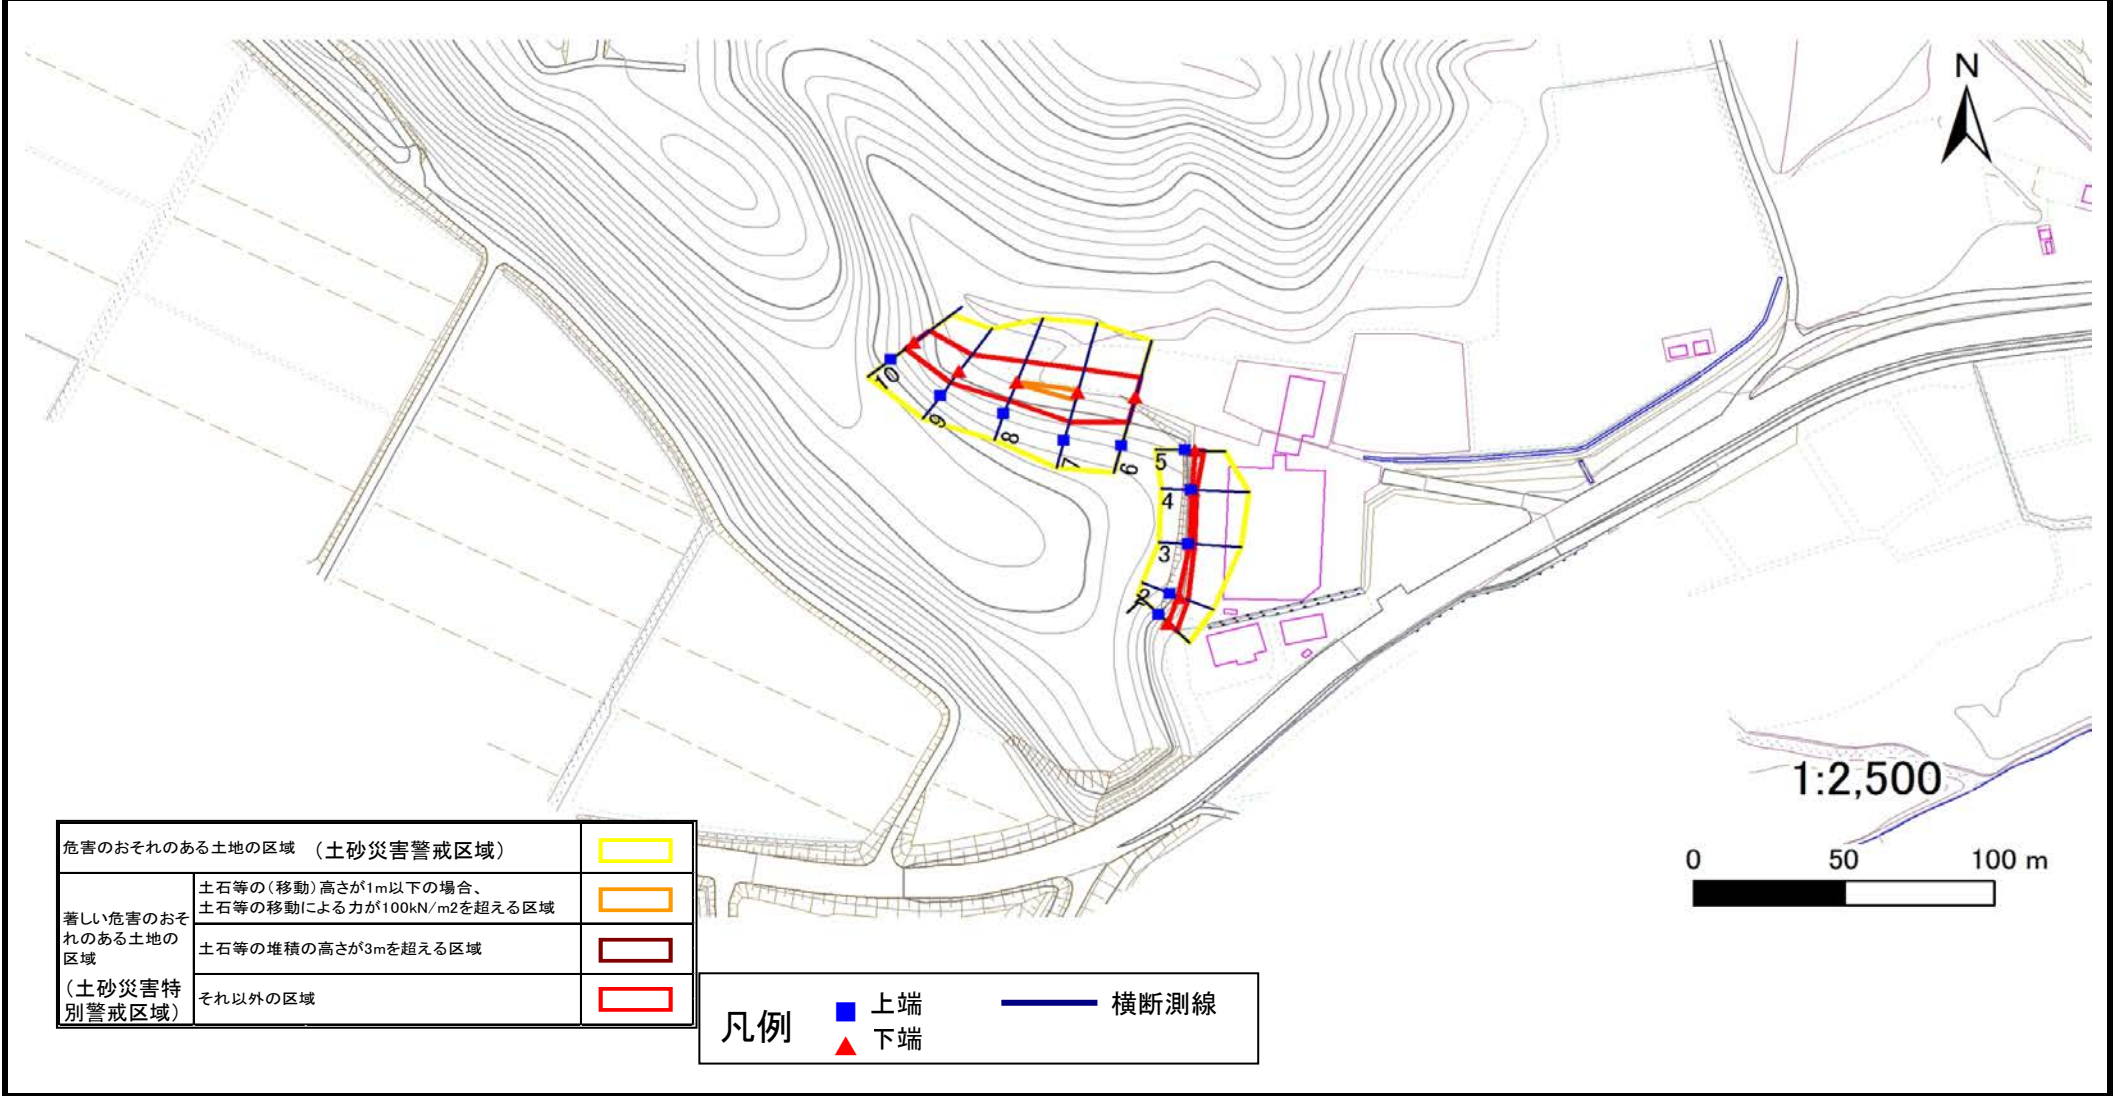 N
10
9
8
7
6
5
4
3
2
1
1:2,500
0 50 100 m
危害のおそれのある土地の区域 （土砂災害警戒区域）
著しい危害のおそ
れのある土地の
区域
（土砂災害特
別警戒区域）
土石等の（移動）高さが1m以下の場合、
土石等の移動による力が100kN/m2を超える区域
土石等の堆積の高さが3mを超える区域
それ以外の区域
凡例
上端
下端
横断測線